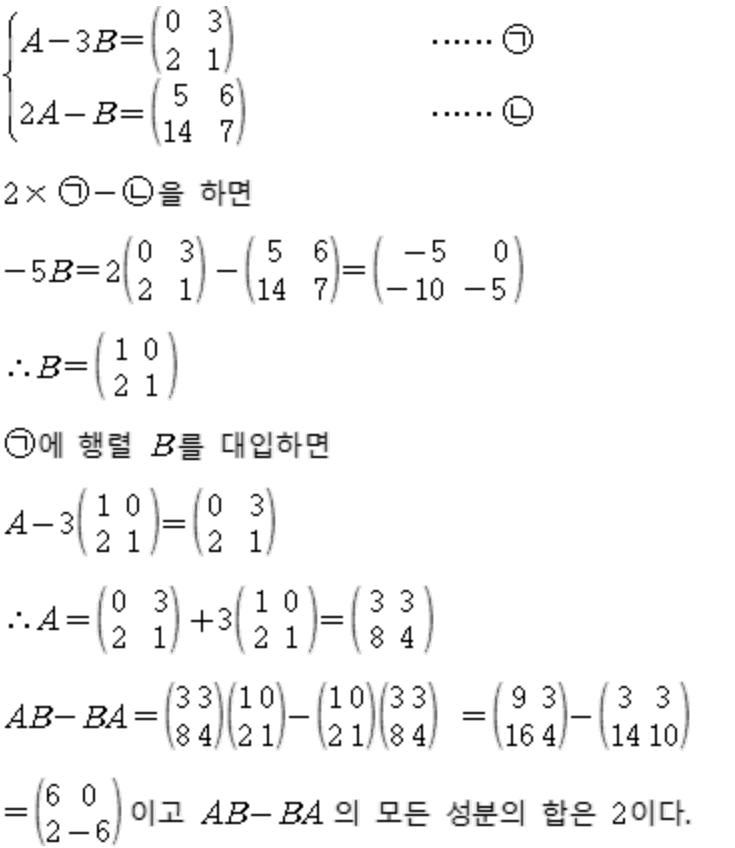 A-3B=(0 3 / 2 1) …… ㉠
2A-B=(5 6 / 14 7) …… ㉡
2× ㉠-㉡을 하면
-5B=2(0 3 / 2 1)-(5 6 / 14 7)=(-5 0 / -10 -5)
∴B=(1 0 / 2 1)
㉠에 행렬 B를 대입하면
A-3(1 0 / 2 1)=(0 3 / 2 1)
∴A=(0 3 / 2 1)+3(1 0 / 2 1)=(3 3 / 8 4)
AB-BA=(3 3 / 8 4)(1 0 / 2 1)-(1 0 / 2 1)(3 3 / 8 4) =(9 3 / 16 4)-(3 3 / 14 10)
=(6 0 / 2 -6) 이고 AB-BA 의 모든 성분의 합은 2이다.